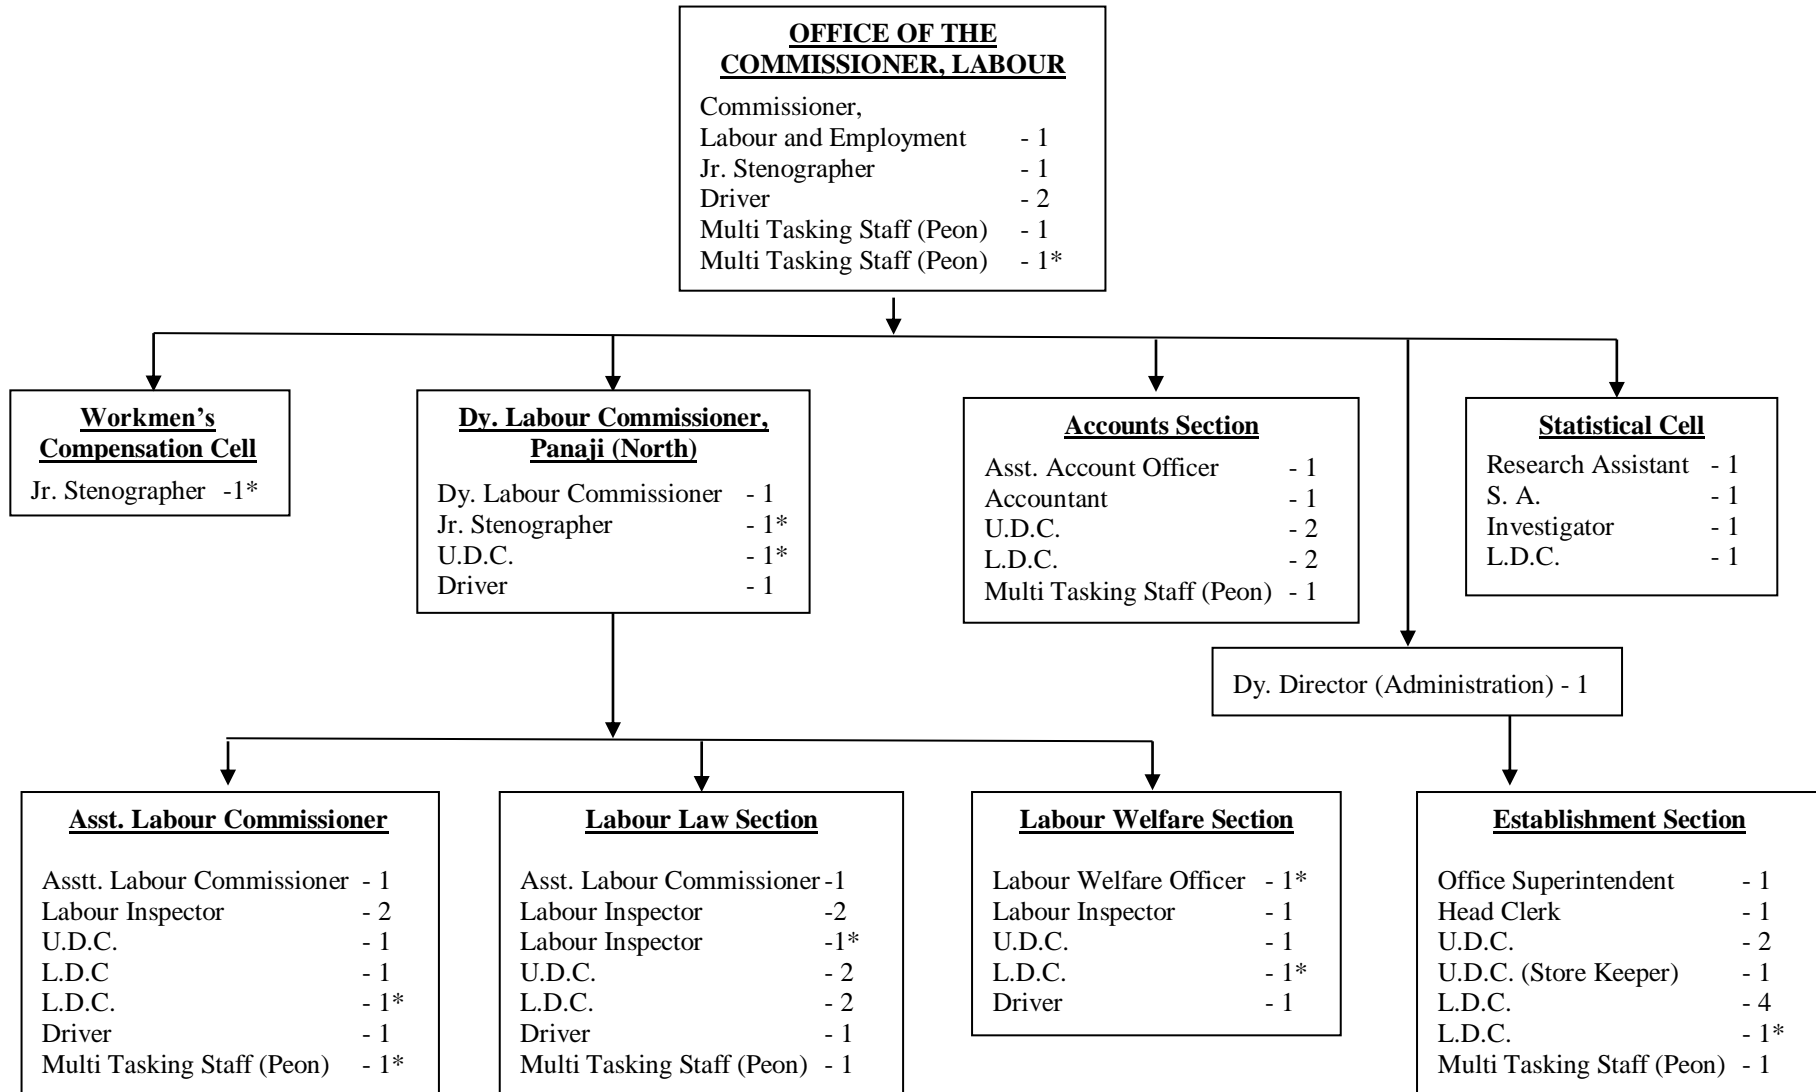 OFFICE OF THE
COMMISSIONER, LABOUR
Commissioner,
Labour and Employment - 1
Jr. Stenographer - 1
Driver - 2
Multi Tasking Staff (Peon) - 1
Multi Tasking Staff (Peon) - 1*
Workmen’s
Compensation Cell
Jr. Stenographer -1*
Dy. Labour Commissioner,
Panaji (North)
Dy. Labour Commissioner - 1
Jr. Stenographer - 1*
U.D.C. - 1*
Driver - 1
Accounts Section
Asst. Account Officer - 1
Accountant - 1
U.D.C. - 2
L.D.C. - 2
Multi Tasking Staff (Peon) - 1
Statistical Cell
Research Assistant - 1
S. A. - 1
Investigator - 1
L.D.C. - 1
Dy. Director (Administration) - 1
Asst. Labour Commissioner
Asstt. Labour Commissioner - 1
Labour Inspector - 2
U.D.C. - 1
L.D.C - 1
L.D.C. - 1*
Driver - 1
Multi Tasking Staff (Peon) - 1*
Labour Law Section
Asst. Labour Commissioner -1
Labour Inspector -2
Labour Inspector -1*
U.D.C. - 2
L.D.C. - 2
Driver - 1
Multi Tasking Staff (Peon) - 1
Labour Welfare Section
Labour Welfare Officer - 1*
Labour Inspector - 1
U.D.C. - 1
L.D.C. - 1*
Driver - 1
Establishment Section
Office Superintendent - 1
Head Clerk - 1
U.D.C. - 2
U.D.C. (Store Keeper) - 1
L.D.C. - 4
L.D.C. - 1*
Multi Tasking Staff (Peon) - 1